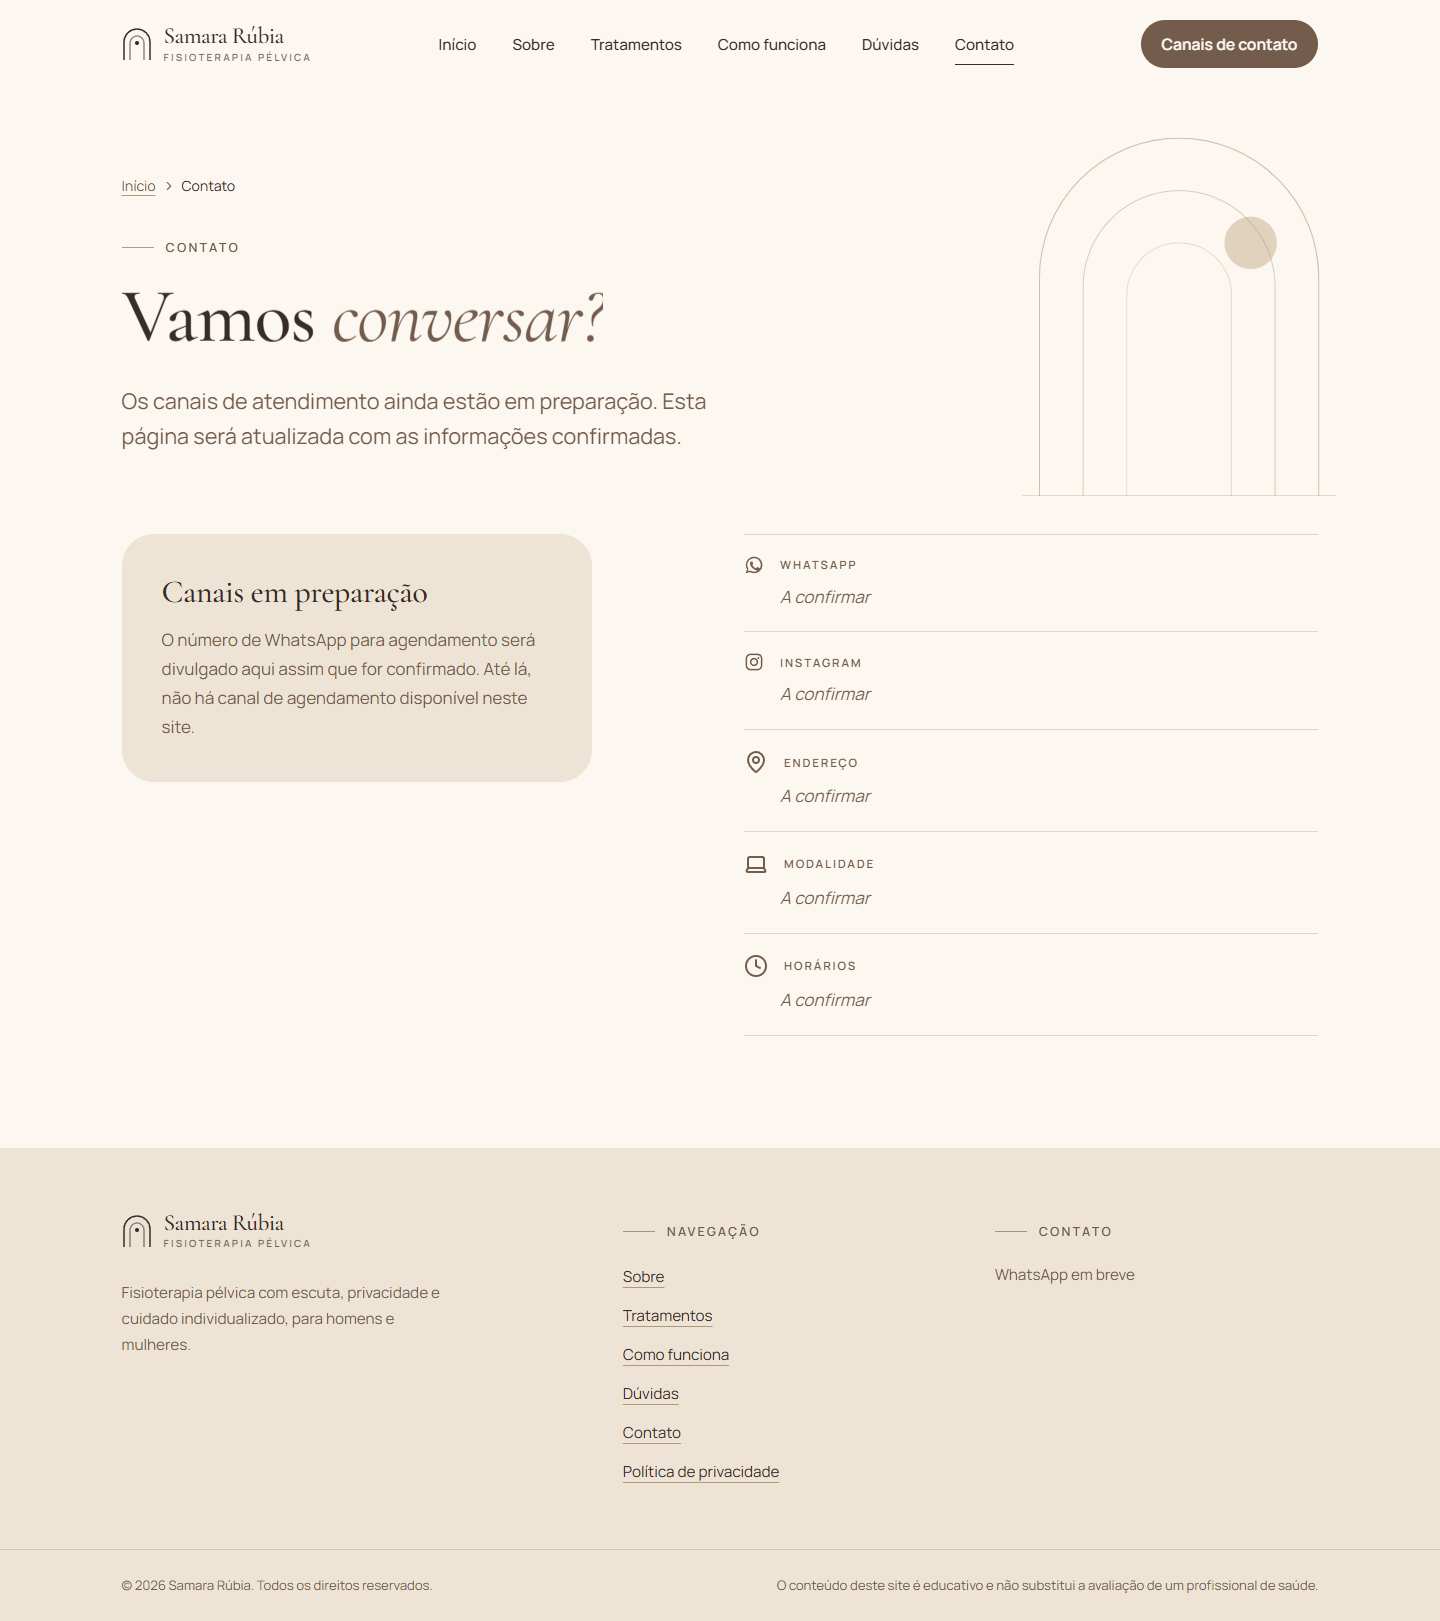 Samara Rúbia
FISIOTERAPIA PÉLVICA
Início
Sobre
Tratamentos
Como funciona
Dúvidas
Contato
Canais de contato
Início > Contato
CONTATO
Vamos conversar?
Os canais de atendimento ainda estão em preparação. Esta
página será atualizada com as informações confirmadas.
Canais em preparação
O número de WhatsApp para agendamento será
divulgado aqui assim que for confirmado. Até lá,
não há canal de agendamento disponível neste
site.
WHATSAPP
A confirmar
INSTAGRAM
A confirmar
ENDEREÇO
A confirmar
MODALIDADE
A confirmar
HORÁRIOS
A confirmar
Samara Rúbia
FISIOTERAPIA PÉLVICA
Fisioterapia pélvica com escuta, privacidade e
cuidado individualizado, para homens e
mulheres.
NAVEGAÇÃO
Sobre
Tratamentos
Como funciona
Dúvidas
Contato
Política de privacidade
CONTATO
WhatsApp em breve
© 2026 Samara Rúbia. Todos os direitos reservados.
O conteúdo deste site é educativo e não substitui a avaliação de um profissional de saúde.